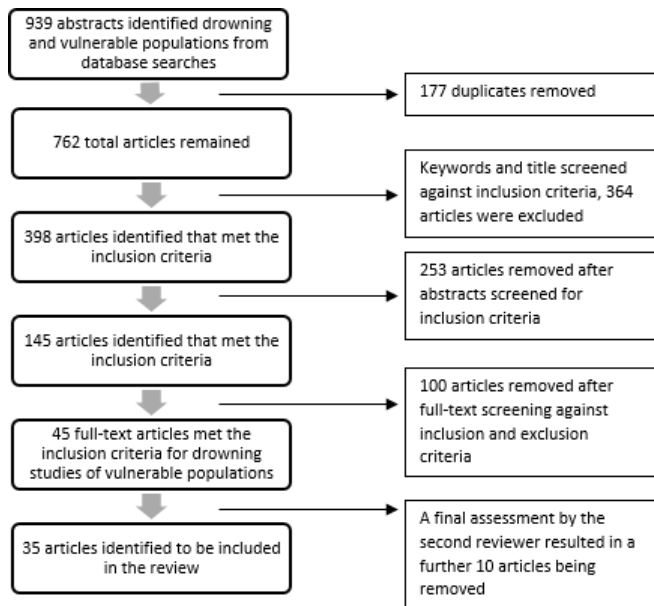 939 abstracts identified drowning
and vulnerable populations from
database searches
177 duplicates removed
762 total articles remained
Keywords and title screened
against inclusion criteria, 364
articles were excluded
398 articles identified that met the
inclusion criteria
253 articles removed after
abstracts screened for
inclusion criteria
145 articles identified that met the
inclusion criteria
100 articles removed after
full-text screening against
inclusion and exclusion
criteria
45 full-text articles met the
inclusion criteria for drowning
studies of vulnerable populations
A final assessment by the
second reviewer resulted in a
further 10 articles being
removed
35 articles identified to be included
in the review